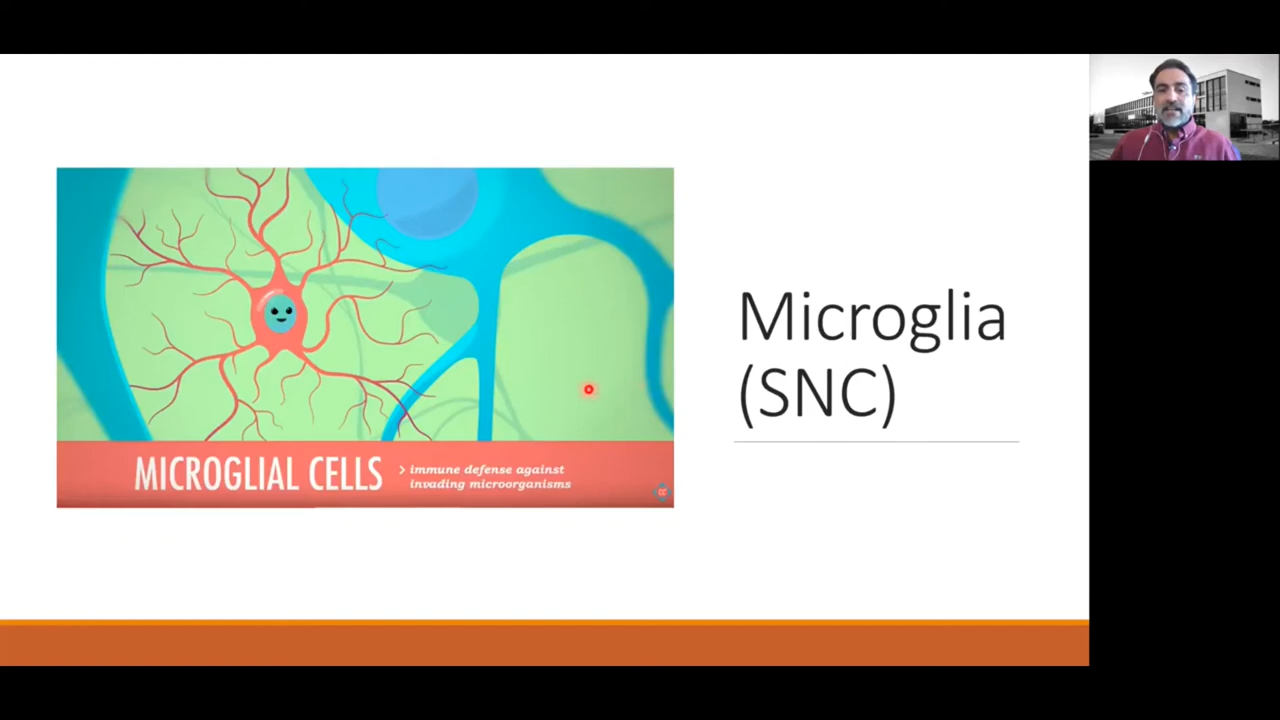 Microglia
(SNC)
MICROGLIAL CELLS
› immune defense against
invading microorganisms